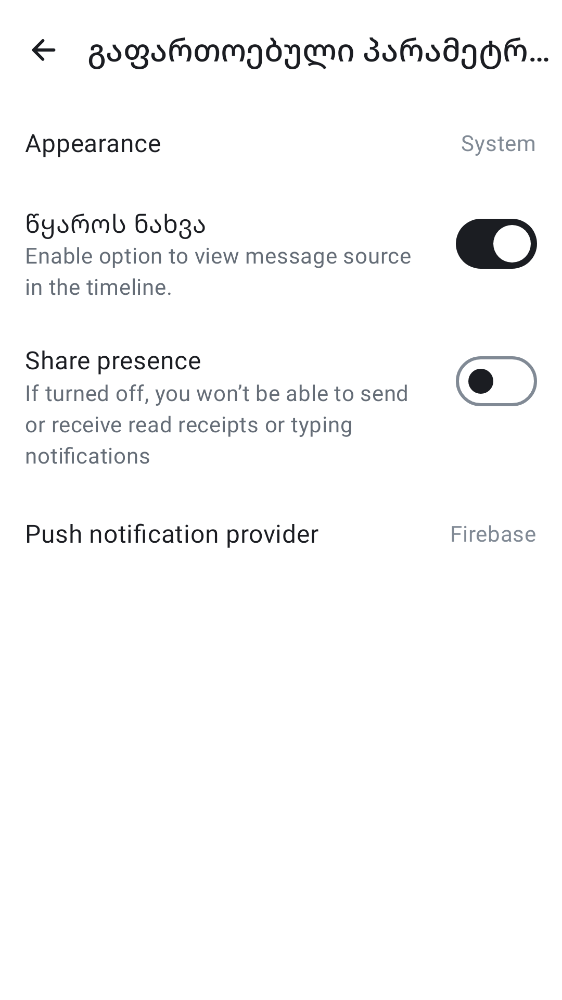 გაფართოებული პარამეტრ...
Appearance
System
წყაროს ნახვა
Enable option to view message source
in the timeline.
Share presence
If turned off, you won’t be able to send
or receive read receipts or typing
notifications
Push notification provider
Firebase